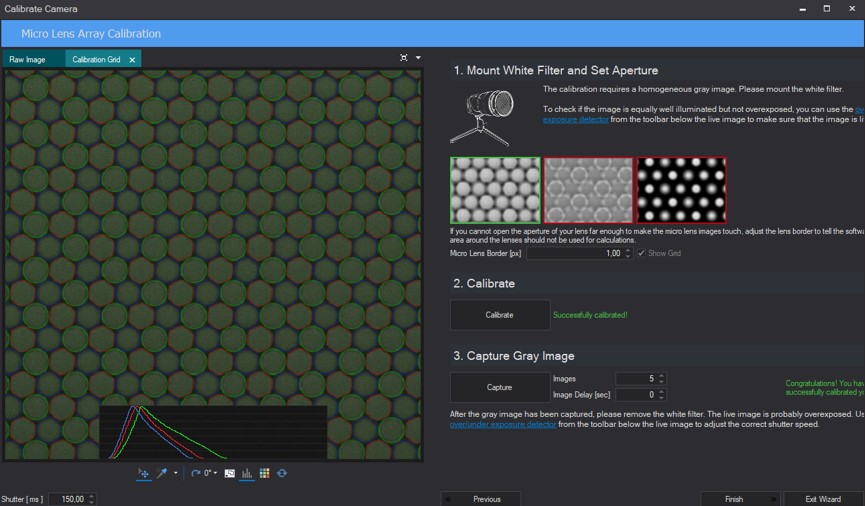 Calibrate Camera
Micro Lens Array Calibration
Raw Image
Calibration Grid
1. Mount White Filter and Set Aperture
The calibration requires a homogeneous gray image. Please mount the white filter.
To check if the image is equally well illuminated but not overexposed, you can use the
exposure detector from the toolbar below the live image to make sure that the image is
If you cannot open the aperture of your lens far enough to make the micro lens images touch, adjust the lens border to tell the
area around the lenses should not be used for calculations.
Micro Lens Border [px] 1,00 Show Grid
2. Calibrate
Calibrate Successfully calibrated!
3. Capture Gray Image
Capture
Images 5
Image Delay [sec] 0
Congratulations! You
successfully calibrated
After the gray image has been captured, please remove the white filter. The live image is probably overexposed.
over/under exposure detector from the toolbar below the live image to adjust the correct shutter speed.
0°
Shutter [ ms ] 150,00
Previous
Finish
Exit Wizard